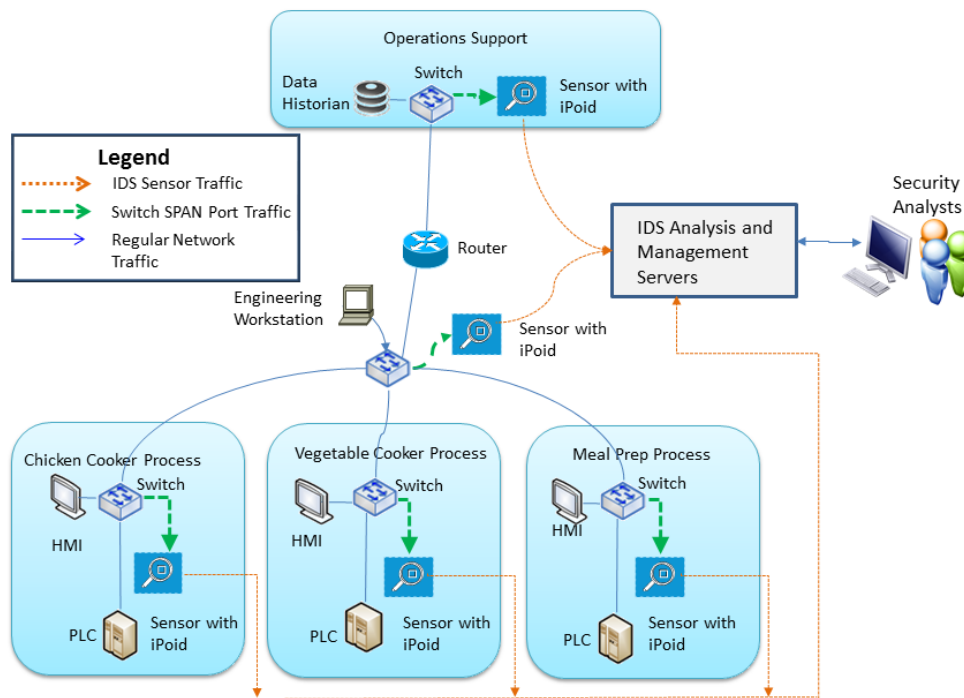 Operations Support
Data
Historian
Switch
Sensor with
iPoid
Legend
IDS Sensor Traffic
Switch SPAN Port Traffic
Regular Network
Traffic
Router
IDS Analysis and
Management
Servers
Security
Analysts
Engineering
Workstation
Sensor with
iPoid
Chicken Cooker Process
Switch
HMI
PLC
Sensor with
iPoid
Vegetable Cooker Process
Switch
HMI
PLC
Sensor with
iPoid
Meal Prep Process
Switch
HMI
PLC
Sensor with
iPoid